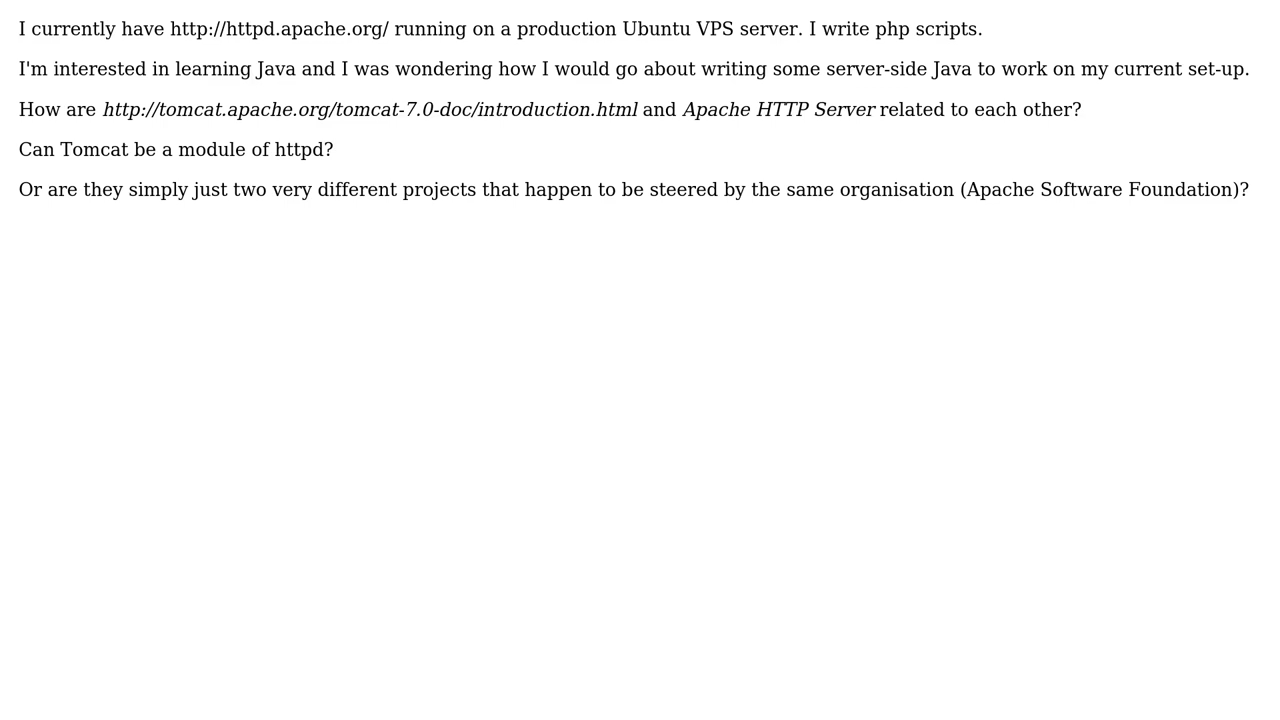 I currently have http://httpd.apache.org/ running on a production Ubuntu VPS server. I write php scripts.
I'm interested in learning Java and I was wondering how I would go about writing some server-side Java to work on my current set-up.
How are http://tomcat.apache.org/tomcat-7.0-doc/introduction.html and Apache HTTP Server related to each other?
Can Tomcat be a module of httpd?
Or are they simply just two very different projects that happen to be steered by the same organisation (Apache Software Foundation)?